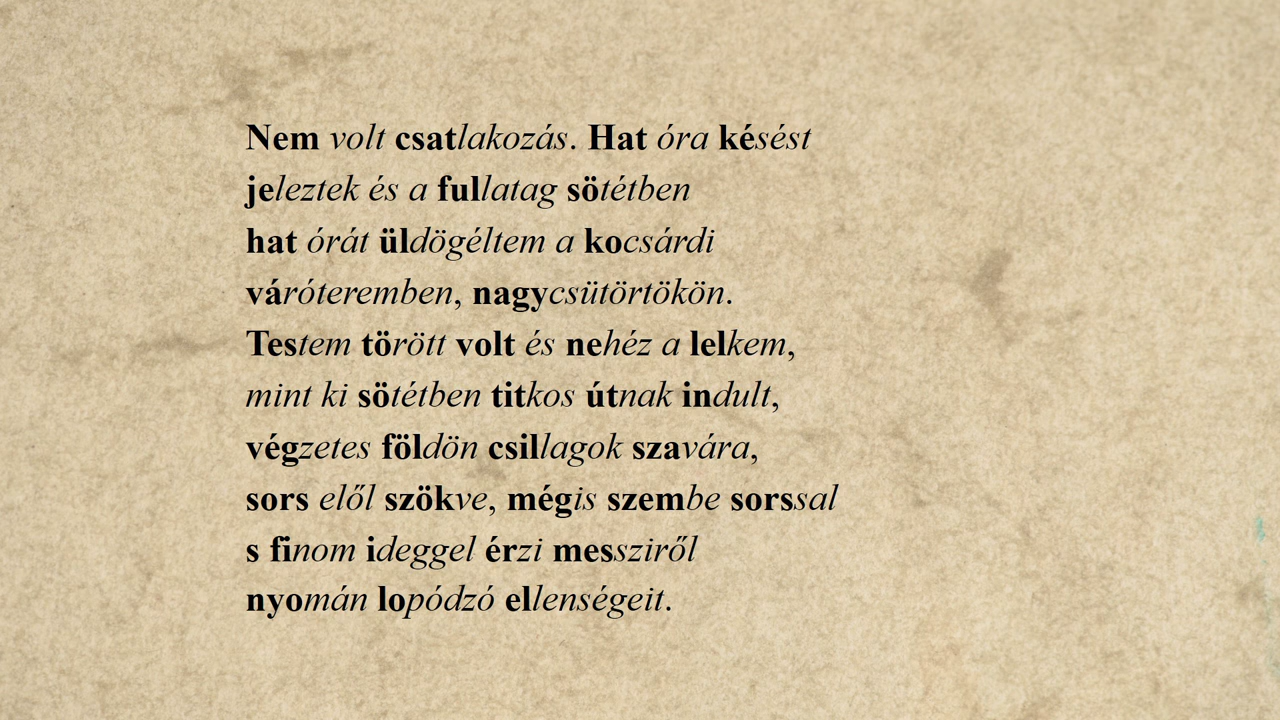 Nem volt csatlakozás. Hat óra késést
jeleztek és a fullatag sötétben
hat órát üldögéltem a kocsárdi
váróteremben, nagycsütörtökön.
Testem törött volt és nehéz a lelkem,
mint ki sötétben titkos útnak indult,
végzetes földön csillagok szavára,
sors elől szökve, mégis szembe sorssal
s finom ideggel érzi messziről
nyomán lopódzó ellenségeit.